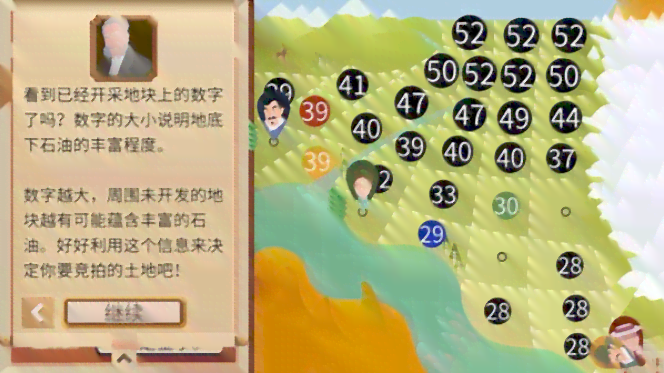 看到已经开采地块上的数字
了吗？数字的大小说明地底
下石油的丰富程度。
数字越大，周围未开发的地
块越有可能蕴含丰富的石
油。好好利用这个信息来决
定你要竞拍的土地吧！
继续
52 52 52
50 52 52 50
41
39
47
47 49 44
40
39 40 40 37
39
33
30
29
28
28 28
28